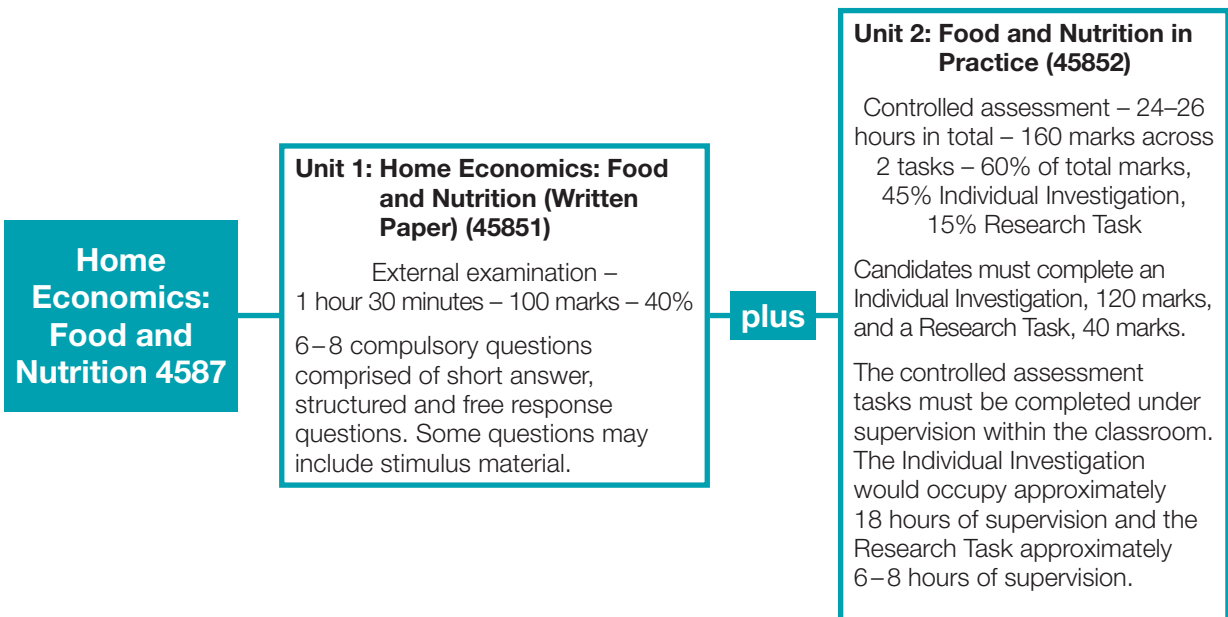 Home
Economics:
Food and
Nutrition 4587
Unit 1: Home Economics: Food
and Nutrition (Written
Paper) (45851)
External examination –
1 hour 30 minutes – 100 marks – 40%
6–8 compulsory questions
comprised of short answer,
structured and free response
questions. Some questions may
include stimulus material.
plus
Unit 2: Food and Nutrition in
Practice (45852)
Controlled assessment – 24–26
hours in total – 160 marks across
2 tasks – 60% of total marks,
45% Individual Investigation,
15% Research Task
Candidates must complete an
Individual Investigation, 120 marks,
and a Research Task, 40 marks.
The controlled assessment
tasks must be completed under
supervision within the classroom.
The Individual Investigation
would occupy approximately
18 hours of supervision and the
Research Task approximately
6–8 hours of supervision.